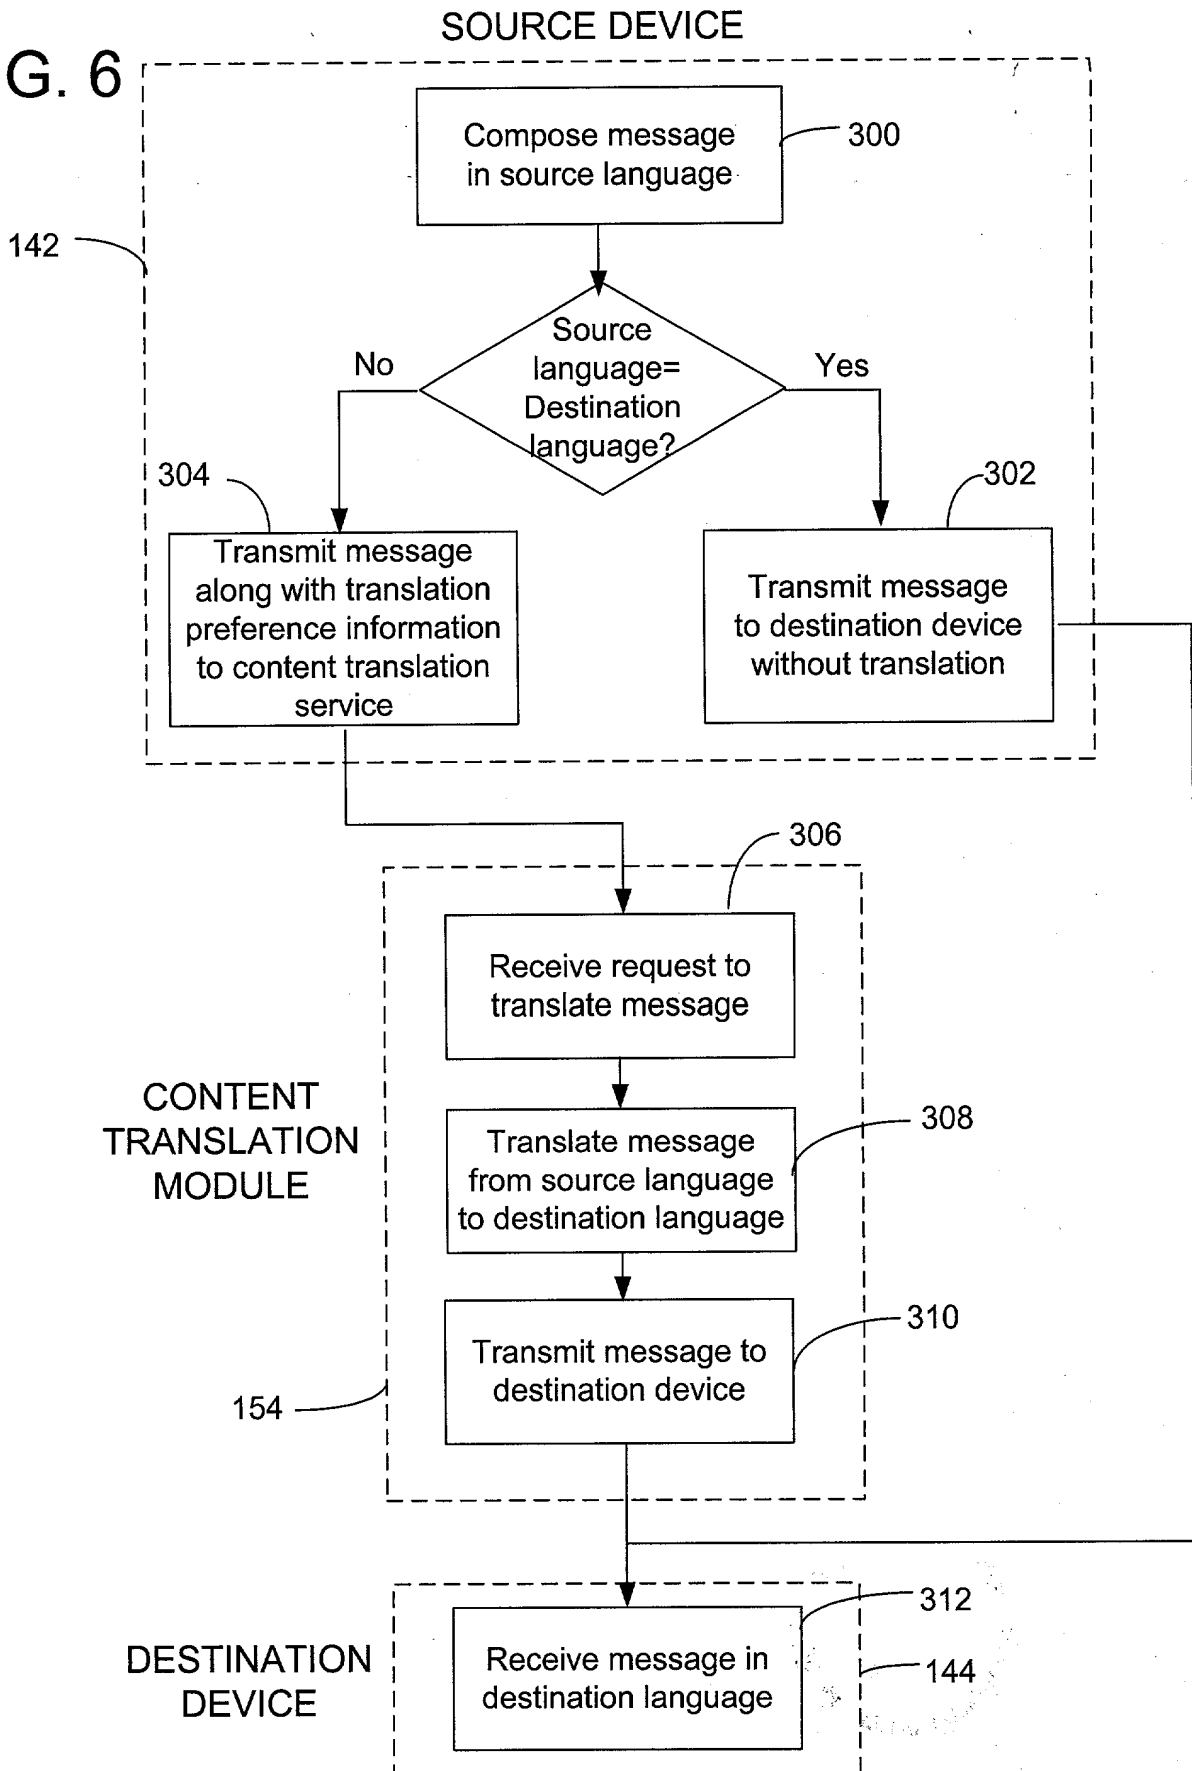 SOURCE DEVICE
G. 6
Compose message
in source language
300
142
Source
language=
Destination
language?
No
Yes
304
302
Transmit message
along with translation
preference information
to content translation
service
Transmit message
to destination device
without translation
306
Receive request to
translate message
CONTENT
TRANSLATION
MODULE
Translate message
from source language
to destination language
308
Transmit message to
destination device
310
154
DESTINATION
DEVICE
Receive message in
destination language
312
144